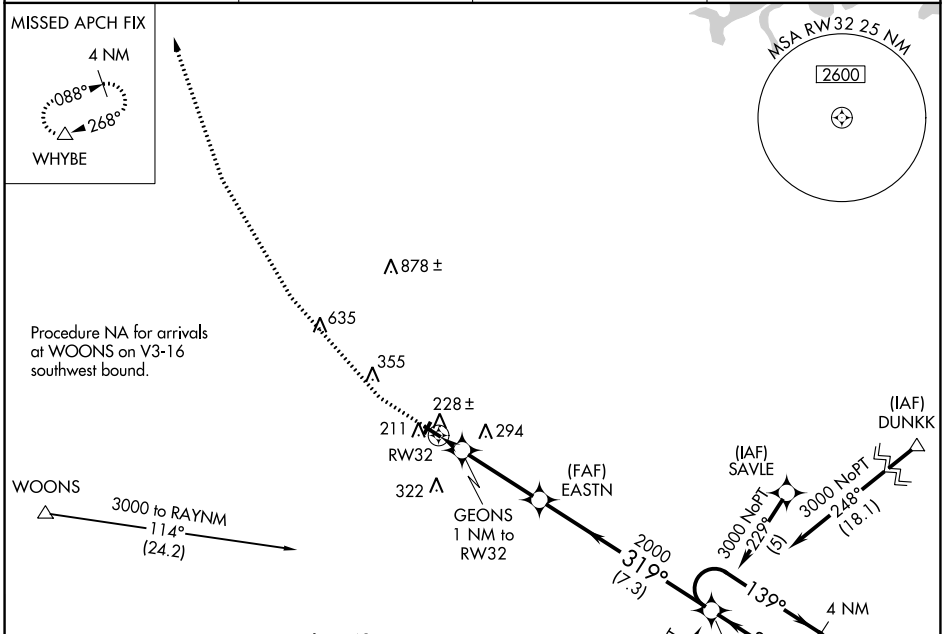 MISSED APCH FIX
4 NM
088°
268°
WHYBE
MSA RW32 25 NM
2600
878 ±
635
Procedure NA for arrivals
at WOONS on V3-16
southwest bound.
355
228 ±
211
294
RW32
322
(IAF)
DUNKK
(IAF)
SAVLE
(FAF)
EASTN
3000 NoPT
248°
(18.1)
3000 NoPT
229°
(5)
WOONS
3000 to RAYNM
114°
(24.2)
GEONS
1 NM to
RW32
2000
319°
(7.3)
139°
4 NM